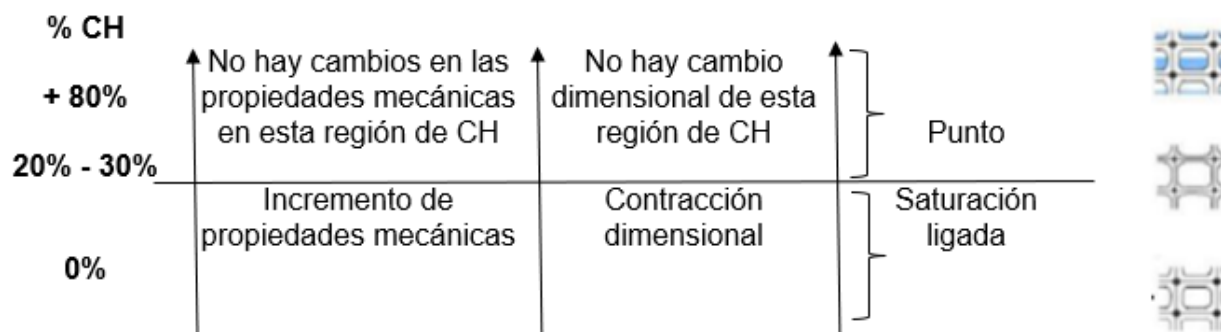 % CH
+ 80%
20% - 30%
0%
No hay cambios en las
propiedades mecánicas
en esta región de CH
No hay cambio
dimensional de esta
región de CH
Punto
Incremento de
propiedades mecánicas
Contracción
dimensional
Saturación
ligada